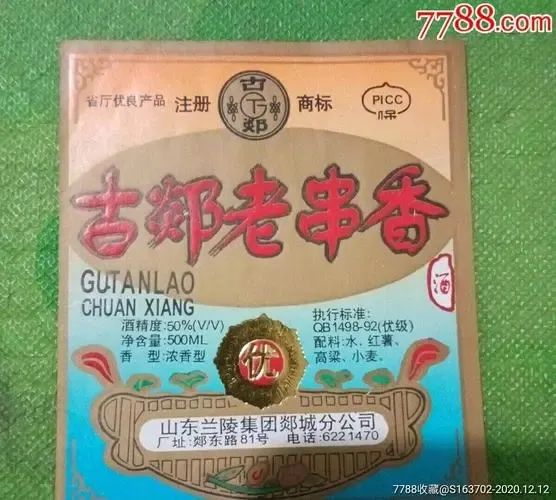 7788.com
省厅优良产品 注册 商标 PICC
古下郯
保
古郯老串香
酒
GUTANLAO
CHUAN XIANG
酒精度:50%(V/V)
净含量:500ML
香 型:浓香型
执行标准:
QB1498-92(优级)
配料:水、红薯、
高粱、小麦、
优
山东兰陵集团郯城分公司
厂址:郯东路81号 电话:6221470
7788收藏@S163702-2020.12.12